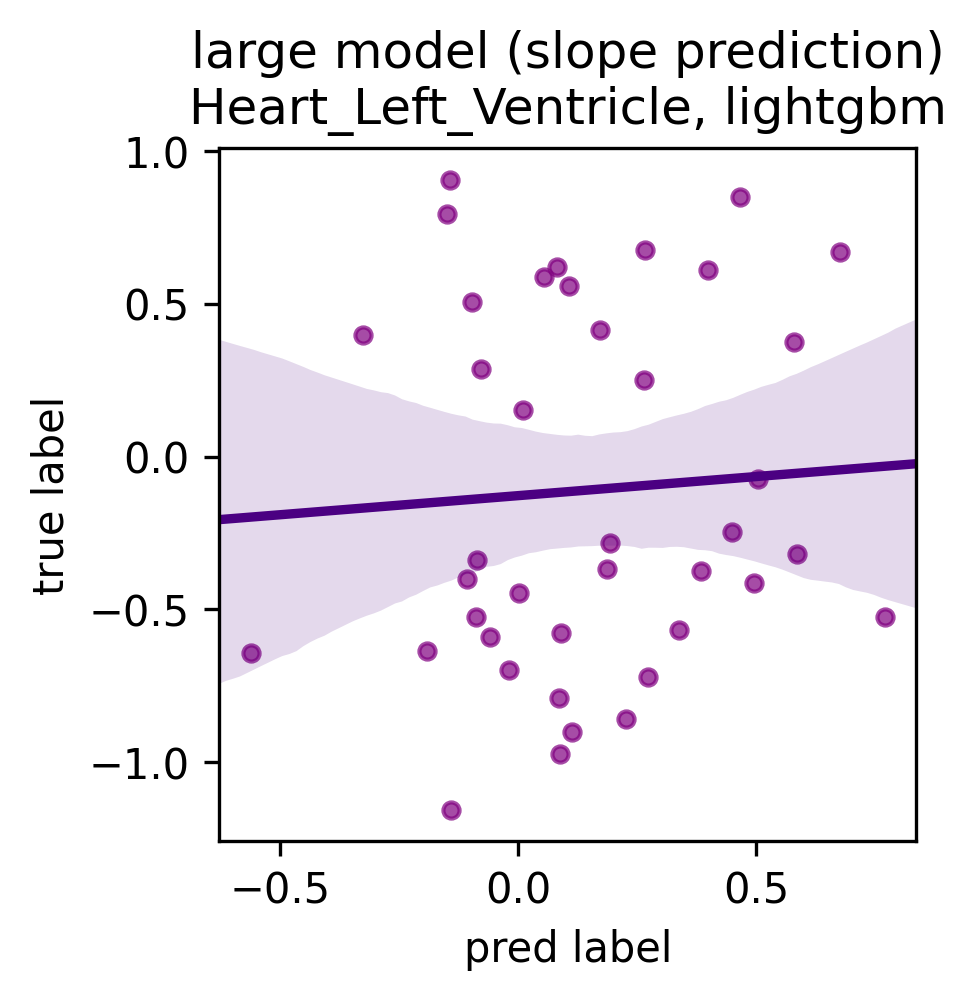 large model (slope prediction)
Heart_Left_Ventricle, lightgbm
1.0
0.5
0.0
−0.5
−1.0
true label
−0.5
0.0
0.5
pred label